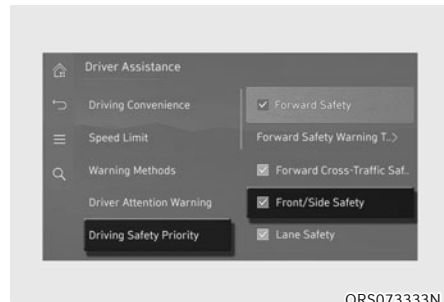 Driver Assistance
Driving Convenience
Speed Limit
Warning Methods
Driver Attention Warning
Driving Safety Priority
Forward Safety
Forward Safety Warning T..>
Forward Cross-Traffic Saf..
Front/Side Safety
Lane Safety
ORS073333N